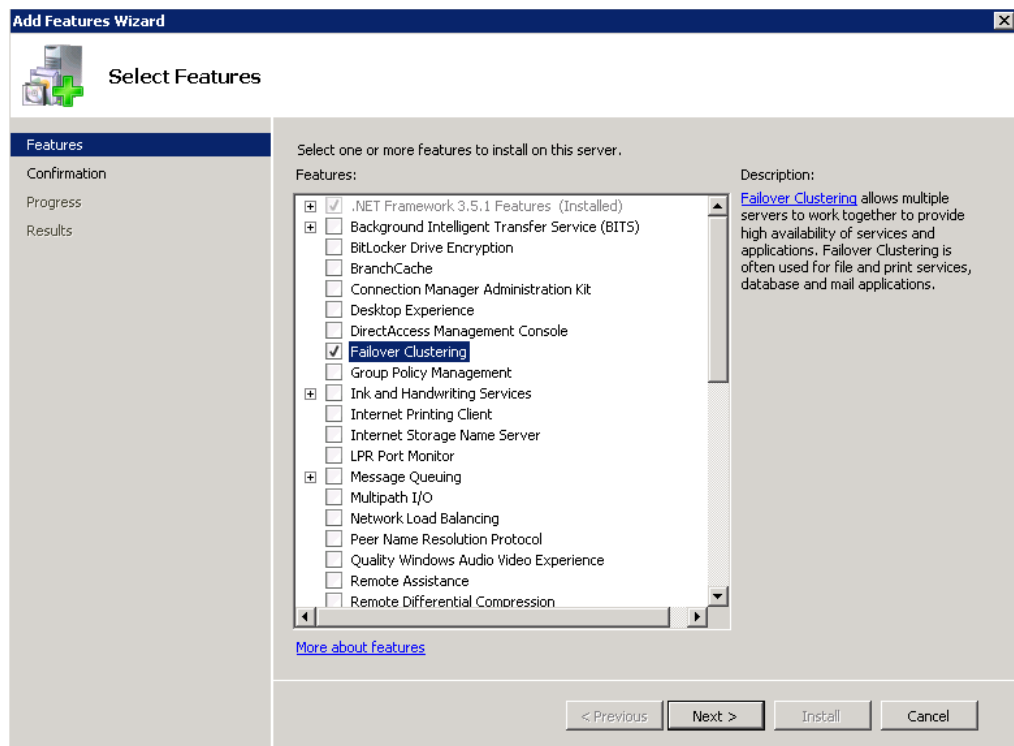 Add Features Wizard
Select Features
Features
Confirmation
Progress
Results
Select one or more features to install on this server.
Features:
.NET Framework 3.5.1 Features (Installed)
Background Intelligent Transfer Service (BITS)
BitLocker Drive Encryption
BranchCache
Connection Manager Administration Kit
Desktop Experience
DirectAccess Management Console
Failover Clustering
Group Policy Management
Ink and Handwriting Services
Internet Printing Client
Internet Storage Name Server
LPR Port Monitor
Message Queuing
Multipath I/O
Network Load Balancing
Peer Name Resolution Protocol
Quality Windows Audio Video Experience
Remote Assistance
Remote Differential Compression
More about features
Description:
Failover Clustering allows multiple
servers to work together to provide
high availability of services and
applications. Failover Clustering is
often used for file and print services,
database and mail applications.
< Previous
Next >
Install
Cancel